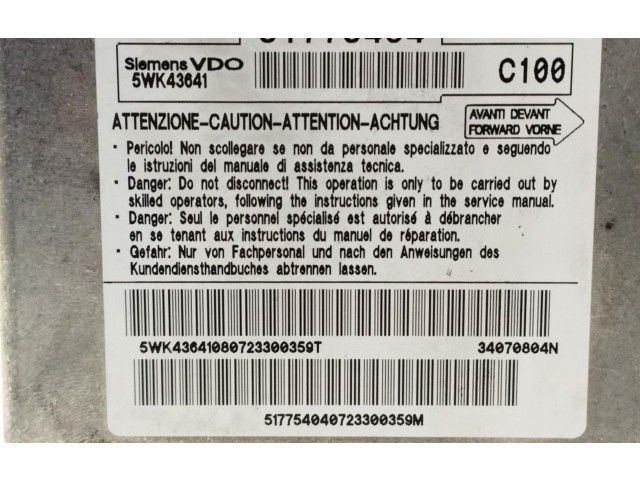 Siemens VDO
5WK43641
C100
ATTENZIONE-CAUTION-ATTENTION-ACHTUNG
AVANTI DEVANT
FORWARD VORNE
· Pericolo! Non scollegare se non da personale specializzato e seguendo
le istruzioni del manuale di assistenza tecnica.
· Danger: Do not disconnect! This operation is only to be carried out by
skilled operators, following the instructions given in the service manual.
· Danger: Seul le personnel spécialisé est autorisé à débrancher
en se tenant aux instructions du manuel de réparation.
· Gefahr: Nur von Fachpersonal und nach den Anweisungen des
Kundendiensthandbuches abtrennen lassen.
5WK43641080723300359T
34070804N
517754040723300359M